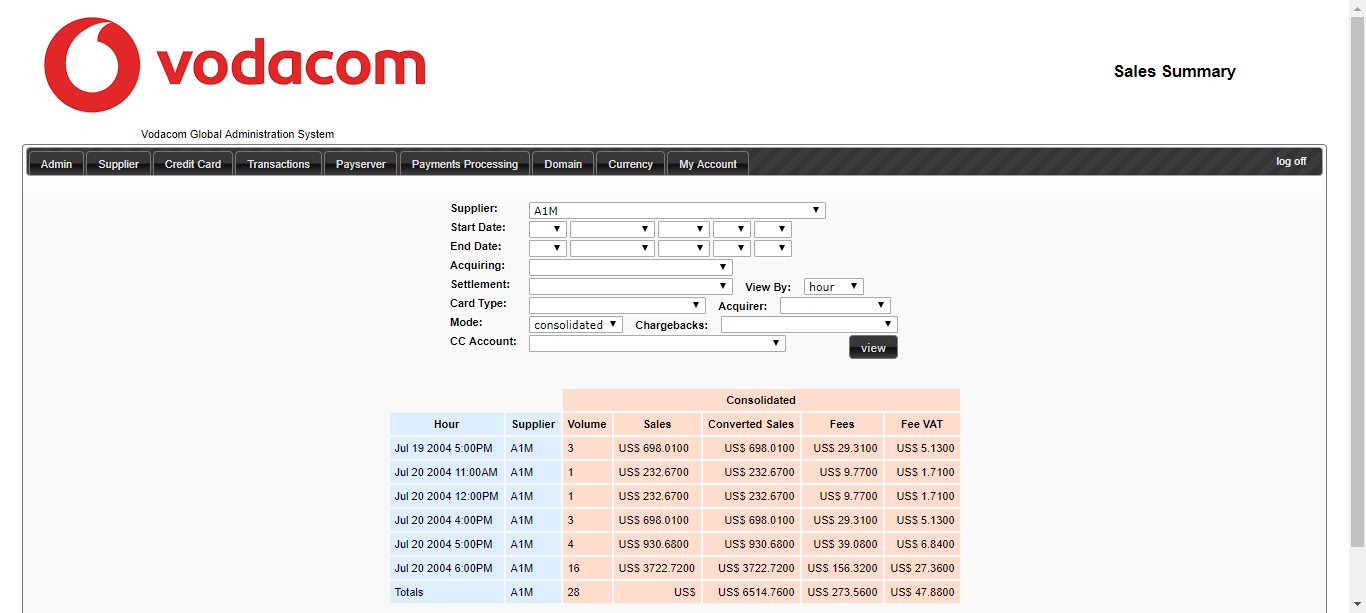 vodacom
Sales Summary
Vodacom Global Administration System
Admin Supplier Credit Card Transactions Payserver Payments Processing Domain Currency My Account log off
Supplier: A1M
Start Date:
End Date:
Acquiring:
Settlement: View By: hour
Card Type: Acquirer:
Mode: consolidated Chargebacks:
CC Account: view
Consolidated
Hour Supplier Volume Sales Converted Sales Fees Fee VAT
Jul 19 2004 5:00PM A1M 3 US$ 698.0100 US$ 698.0100 US$ 29.3100 US$ 5.1300
Jul 20 2004 11:00AM A1M 1 US$ 232.6700 US$ 232.6700 US$ 9.7700 US$ 1.7100
Jul 20 2004 12:00PM A1M 1 US$ 232.6700 US$ 232.6700 US$ 9.7700 US$ 1.7100
Jul 20 2004 4:00PM A1M 3 US$ 698.0100 US$ 698.0100 US$ 29.3100 US$ 5.1300
Jul 20 2004 5:00PM A1M 4 US$ 930.6800 US$ 930.6800 US$ 39.0800 US$ 6.8400
Jul 20 2004 6:00PM A1M 16 US$ 3722.7200 US$ 3722.7200 US$ 156.3200 US$ 27.3600
Totals A1M 28 US$ US$ 6514.7600 US$ 273.5600 US$ 47.8800